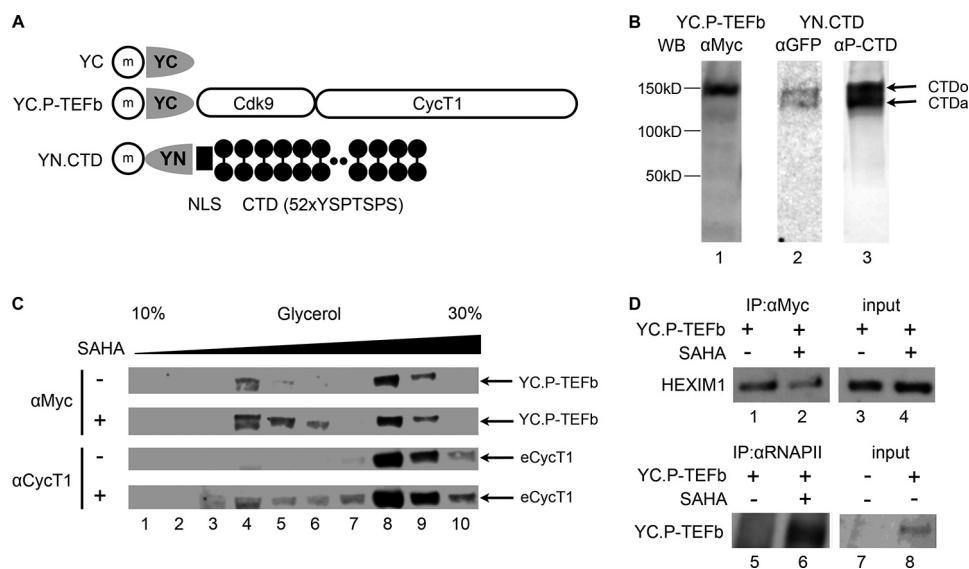 A
YC m YC
YC.P-TEFb m YC Cdk9 CycT1
YN.CTD m YN
NLS CTD (52xYSPTSPS)
B
YC.P-TEFb YN.CTD
WB αMyc αGFP αP-CTD
150kD CTDo
CTDa
100kD
50kD
1 2 3
C
10% Glycerol 30%
SAHA
αMyc - YC.P-TEFb
+ YC.P-TEFb
αCycT1 - eCycT1
+ eCycT1
1 2 3 4 5 6 7 8 9 10
D
IP:αMyc input
YC.P-TEFb + + + +
SAHA - + - +
HEXIM1
1 2 3 4
IP:αRNAPII input
YC.P-TEFb + + - +
SAHA - + - -
YC.P-TEFb
5 6 7 8